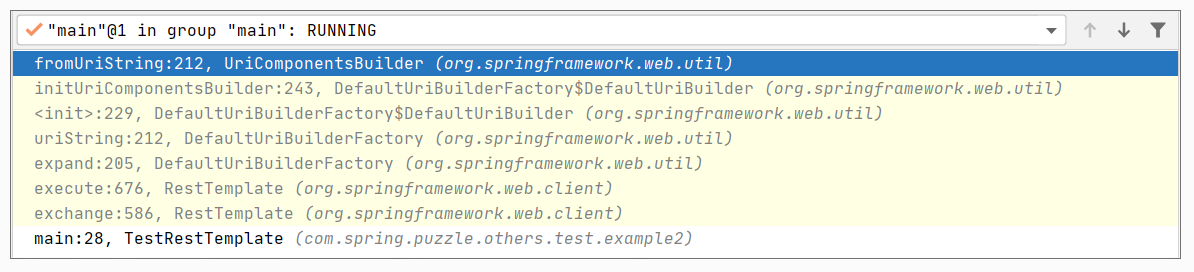 "main"@1 in group "main": RUNNING
fromUriString:212, UriComponentsBuilder (org.springframework.web.util)
initUriComponentsBuilder:243, DefaultUriBuilderFactory$DefaultUriBuilder (org.springframework.web.util)
<init>:229, DefaultUriBuilderFactory$DefaultUriBuilder (org.springframework.web.util)
uriString:212, DefaultUriBuilderFactory (org.springframework.web.util)
expand:205, DefaultUriBuilderFactory (org.springframework.web.util)
execute:676, RestTemplate (org.springframework.web.client)
exchange:586, RestTemplate (org.springframework.web.client)
main:28, TestRestTemplate (com.spring.puzzle.others.test.example2)